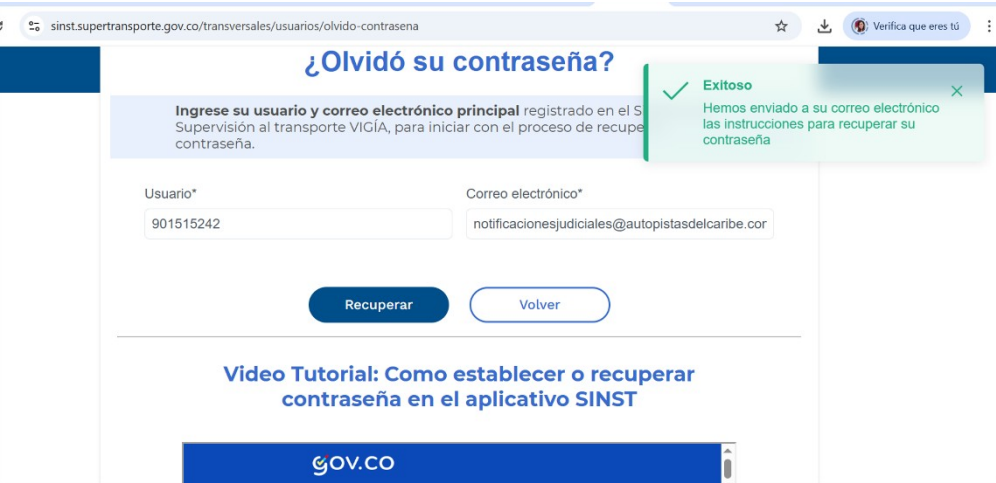 sinst.supertransporte.gov.co/transversales/usuarios/olvido-contrasena
Verifica que eres tú
¿Olvidó su contraseña?
Exitoso
Hemos enviado a su correo electrónico
las instrucciones para recuperar su
contraseña
Ingrese su usuario y correo electrónico principal registrado en el S
Supervisión al transporte VIGÍA, para iniciar con el proceso de recupe
contraseña.
Usuario*
Correo electrónico*
901515242
notificacionesjudiciales@autopistasdelcaribe.cor
Recuperar
Volver
Video Tutorial: Como establecer o recuperar
contraseña en el aplicativo SINST
GOV.CO